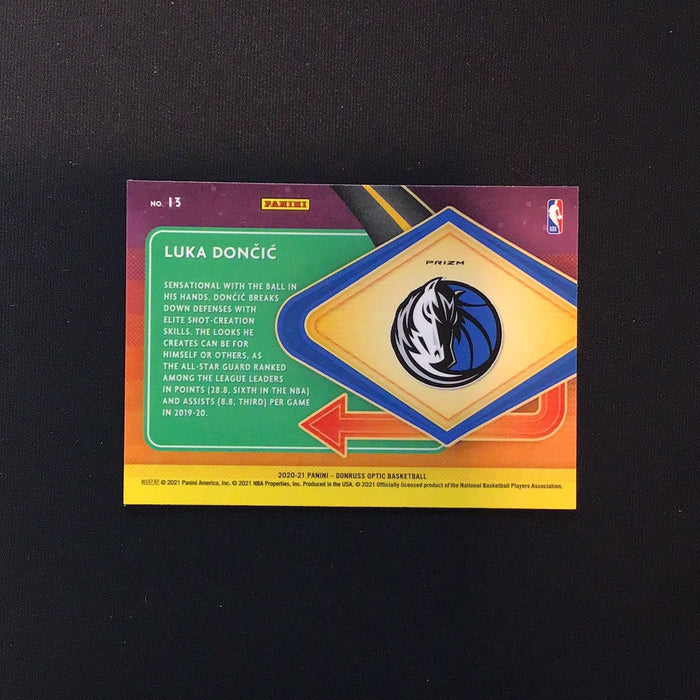 NO. 13
PANINI
NBA
LUKA DONČIĆ
PRIZM
SENSATIONAL WITH THE BALL IN
HIS HANDS, DONČIĆ BREAKS
DOWN DEFENSES WITH
ELITE SHOT-CREATION
SKILLS. THE LOOKS HE
CREATES CAN BE FOR
HIMSELF OR OTHERS, AS
THE ALL-STAR GUARD RANKED
AMONG THE LEAGUE LEADERS
IN POINTS (28.8, SIXTH IN THE NBA)
AND ASSISTS (8.8, THIRD) PER GAME
IN 2019-20.
2020-21 PANINI – DONRUSS OPTIC BASKETBALL
帕尼尼 © 2021 Panini America, Inc. © 2021 NBA Properties, Inc. Produced in the USA. © 2021 Officially licensed product of the National Basketball Players Association.